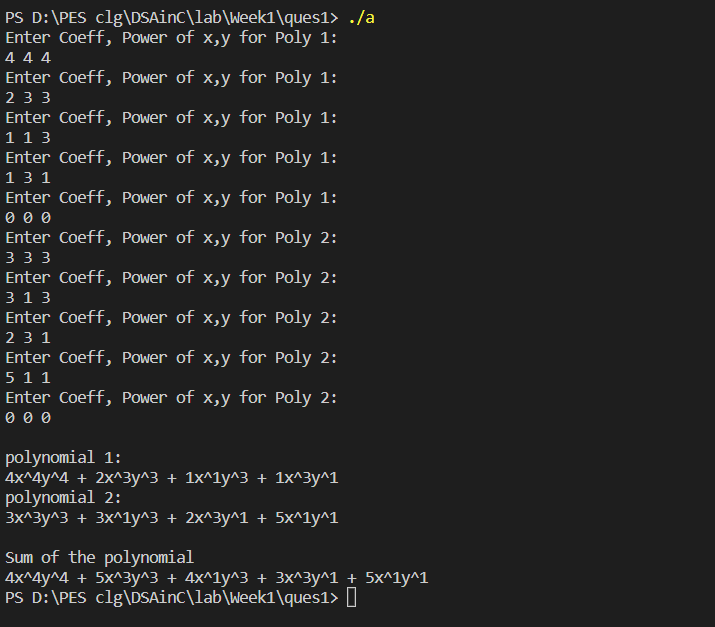 PS D:\PES clg\DSAinC\lab\Week1\ques1> ./a
Enter Coeff, Power of x,y for Poly 1:
4 4 4
Enter Coeff, Power of x,y for Poly 1:
2 3 3
Enter Coeff, Power of x,y for Poly 1:
1 1 3
Enter Coeff, Power of x,y for Poly 1:
1 3 1
Enter Coeff, Power of x,y for Poly 1:
0 0 0
Enter Coeff, Power of x,y for Poly 2:
3 3 3
Enter Coeff, Power of x,y for Poly 2:
3 1 3
Enter Coeff, Power of x,y for Poly 2:
2 3 1
Enter Coeff, Power of x,y for Poly 2:
5 1 1
Enter Coeff, Power of x,y for Poly 2:
0 0 0

polynomial 1:
4x^4y^4 + 2x^3y^3 + 1x^1y^3 + 1x^3y^1
polynomial 2:
3x^3y^3 + 3x^1y^3 + 2x^3y^1 + 5x^1y^1

Sum of the polynomial
4x^4y^4 + 5x^3y^3 + 4x^1y^3 + 3x^3y^1 + 5x^1y^1
PS D:\PES clg\DSAinC\lab\Week1\ques1>